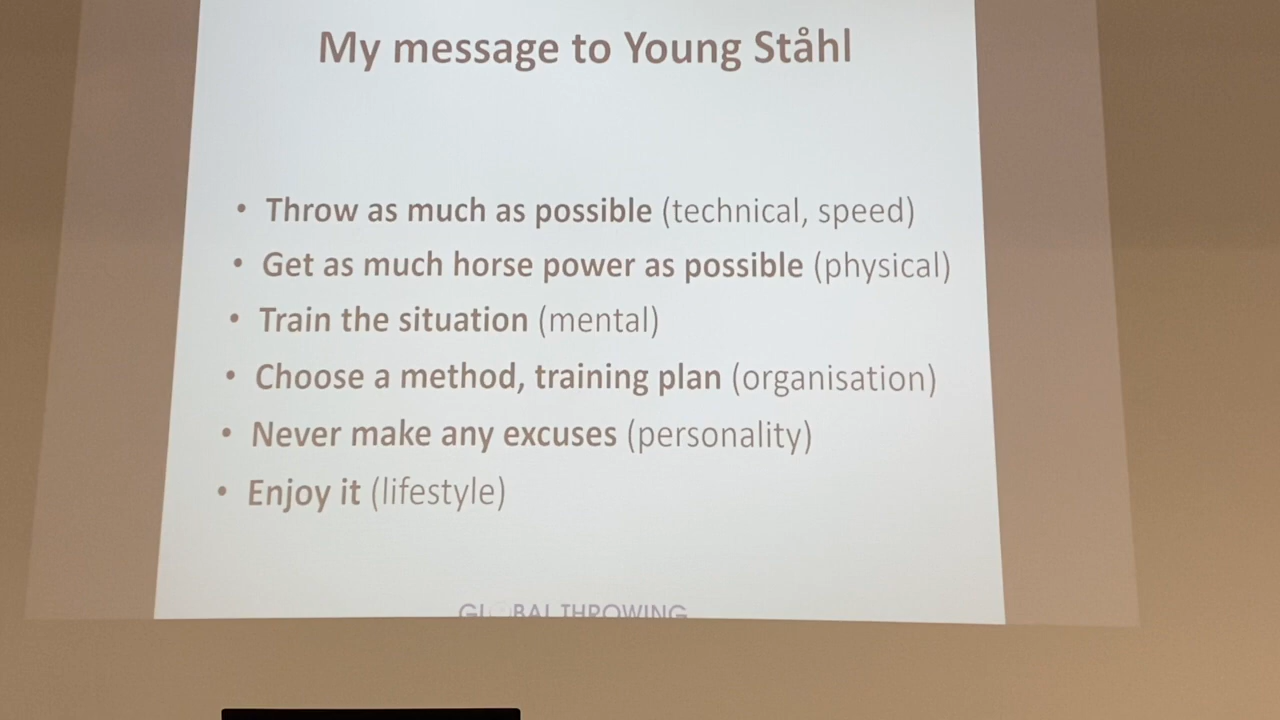 My message to Young Ståhl
• Throw as much as possible (technical, speed)
• Get as much horse power as possible (physical)
• Train the situation (mental)
• Choose a method, training plan (organisation)
• Never make any excuses (personality)
• Enjoy it (lifestyle)
GLOBAL THROWING